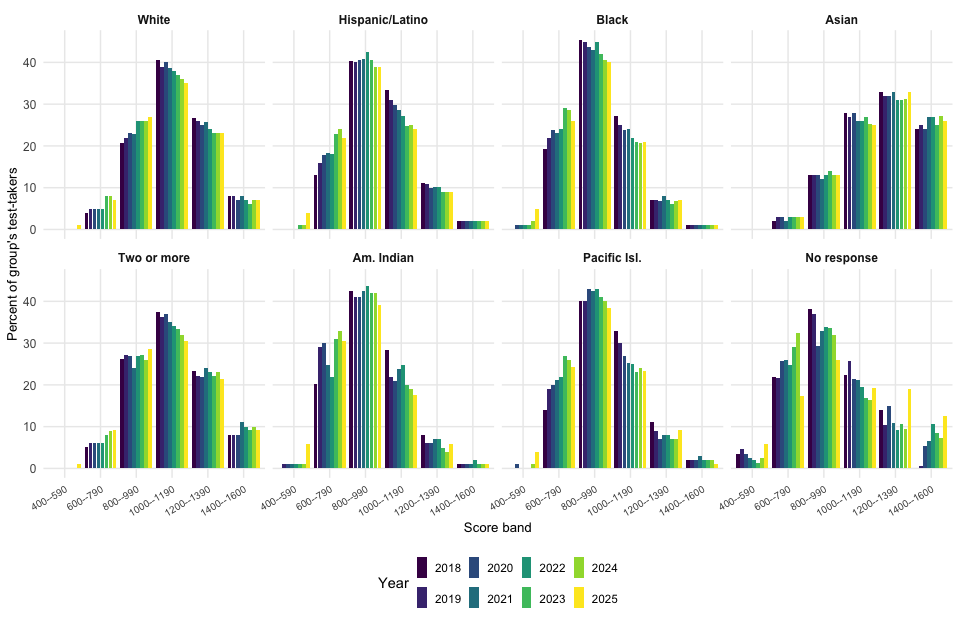 White
Hispanic/Latino
Black
Asian
40
30
20
10
0
Two or more
Am. Indian
Pacific Isl.
No response
40
30
20
10
0
Percent of group's test-takers
400–590
600–790
800–990
1000–1190
1200–1390
1400–1600
400–590
600–790
800–990
1000–1190
1200–1390
1400–1600
400–590
600–790
800–990
1000–1190
1200–1390
1400–1600
400–590
600–790
800–990
1000–1190
1200–1390
1400–1600
Score band
Year
2018 2020 2022 2024
2019 2021 2023 2025